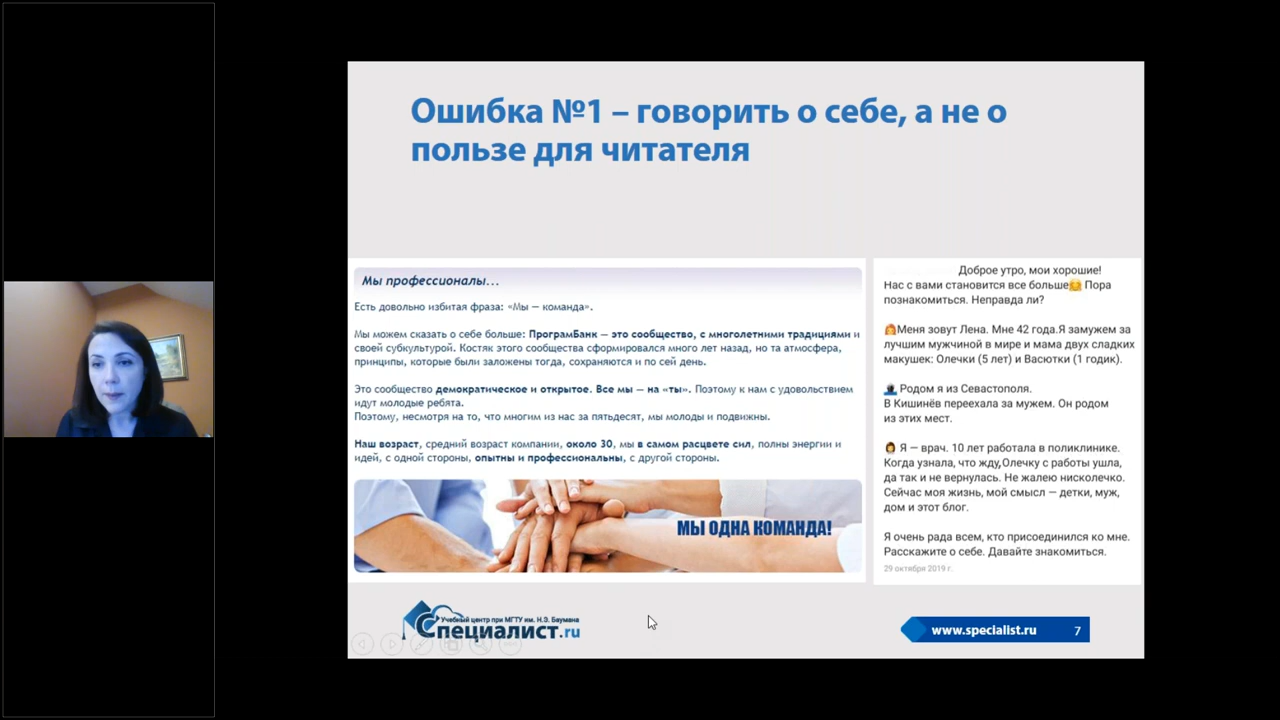 Ошибка №1 – говорить о себе, а не о
пользе для читателя
Мы профессионалы...
Есть довольно избитая фраза: «Мы — команда».
Мы можем сказать о себе больше: ПрограмБанк — это сообщество, с многолетними традициями и
своей субкультурой. Костяк этого сообщества сформировался много лет назад, но та атмосфера,
принципы, которые были заложены тогда, сохраняются и по сей день.
Это сообщество демократическое и открытое. Все мы — на «ты». Поэтому к нам с удовольствием
идут молодые ребята.
Поэтому, несмотря на то, что многим из нас за пятьдесят, мы молоды и подвижны.
Наш возраст, средний возраст компании, около 30, мы в самом расцвете сил, полны энергии и
идей, с одной стороны, опытны и профессиональны, с другой стороны.
МЫ ОДНА КОМАНДА!
Доброе утро, мои хорошие!
Нас с вами становится все больше🤗 Пора
познакомиться. Неправда ли?
Меня зовут Лена. Мне 42 года.Я замужем за
лучшим мужчиной в мире и мама двух сладких
макушек: Олечки (5 лет) и Васютки (1 годик).
Родом я из Севастополя.
В Кишинёв переехала за мужем. Он родом
из этих мест.
Я — врач. 10 лет работала в поликлинике.
Когда узнала, что жду,Олечку с работы ушла,
да так и не вернулась. Не жалею нисколечко.
Сейчас моя жизнь, мой смысл — детки, муж,
дом и этот блог.
Я очень рада всем, кто присоединился ко мне.
Расскажите о себе. Давайте знакомиться.
29 октября 2019 г.
Учебный центр при МГТУ им. Н.Э. Баумана
Специалист.ru
www.specialist.ru
7